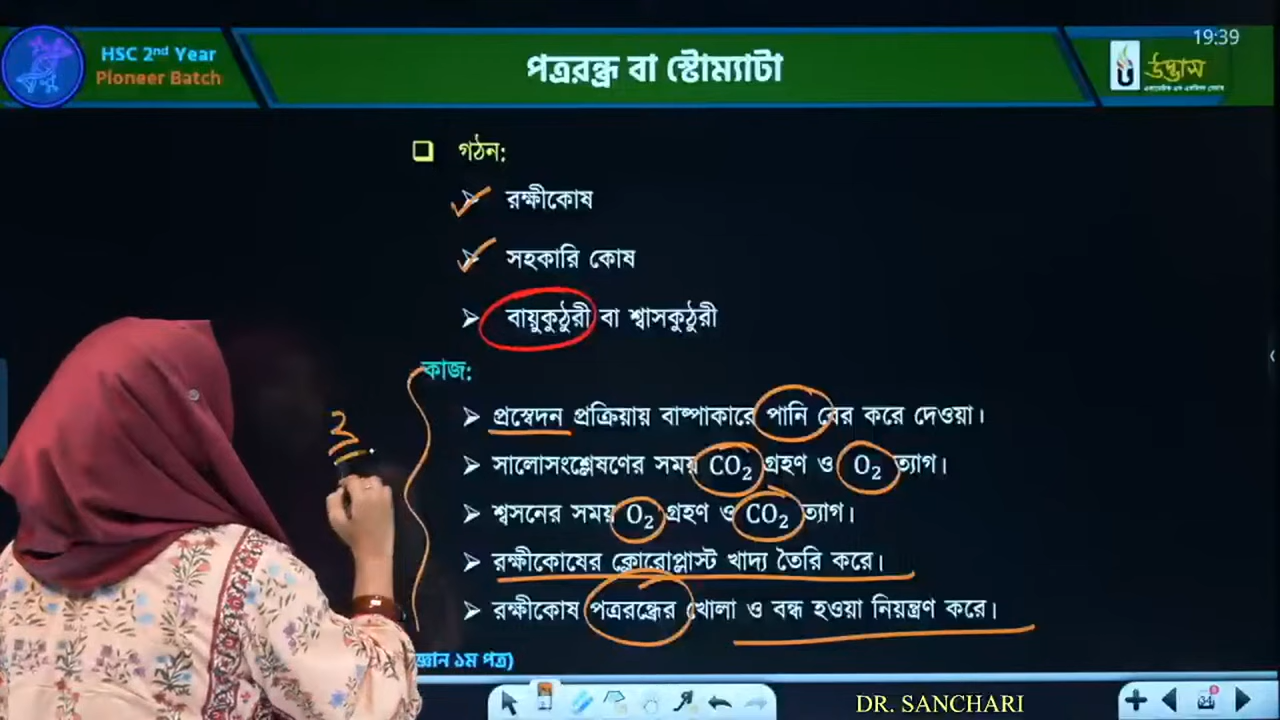 HSC 2nd Year
Pioneer Batch
পত্ররন্ধ্র বা স্টোম্যাটা
19:39
উদ্ভাস
গঠন:
রক্ষীকোষ
সহকারি কোষ
বায়ুকুঠুরী বা শ্বাসকুঠুরী
কাজ:
প্রস্বেদন প্রক্রিয়ায় বাষ্পাকারে পানি বের করে দেওয়া।
সালোসংশ্লেষণের সময় CO₂ গ্রহণ ও O₂ ত্যাগ।
শ্বসনের সময় O₂ গ্রহণ ও CO₂ ত্যাগ।
রক্ষীকোষের ক্লোরোপ্লাস্ট খাদ্য তৈরি করে।
রক্ষীকোষ পত্ররন্ধ্রের খোলা ও বন্ধ হওয়া নিয়ন্ত্রণ করে।
১ম পত্র)
DR. SANCHARI